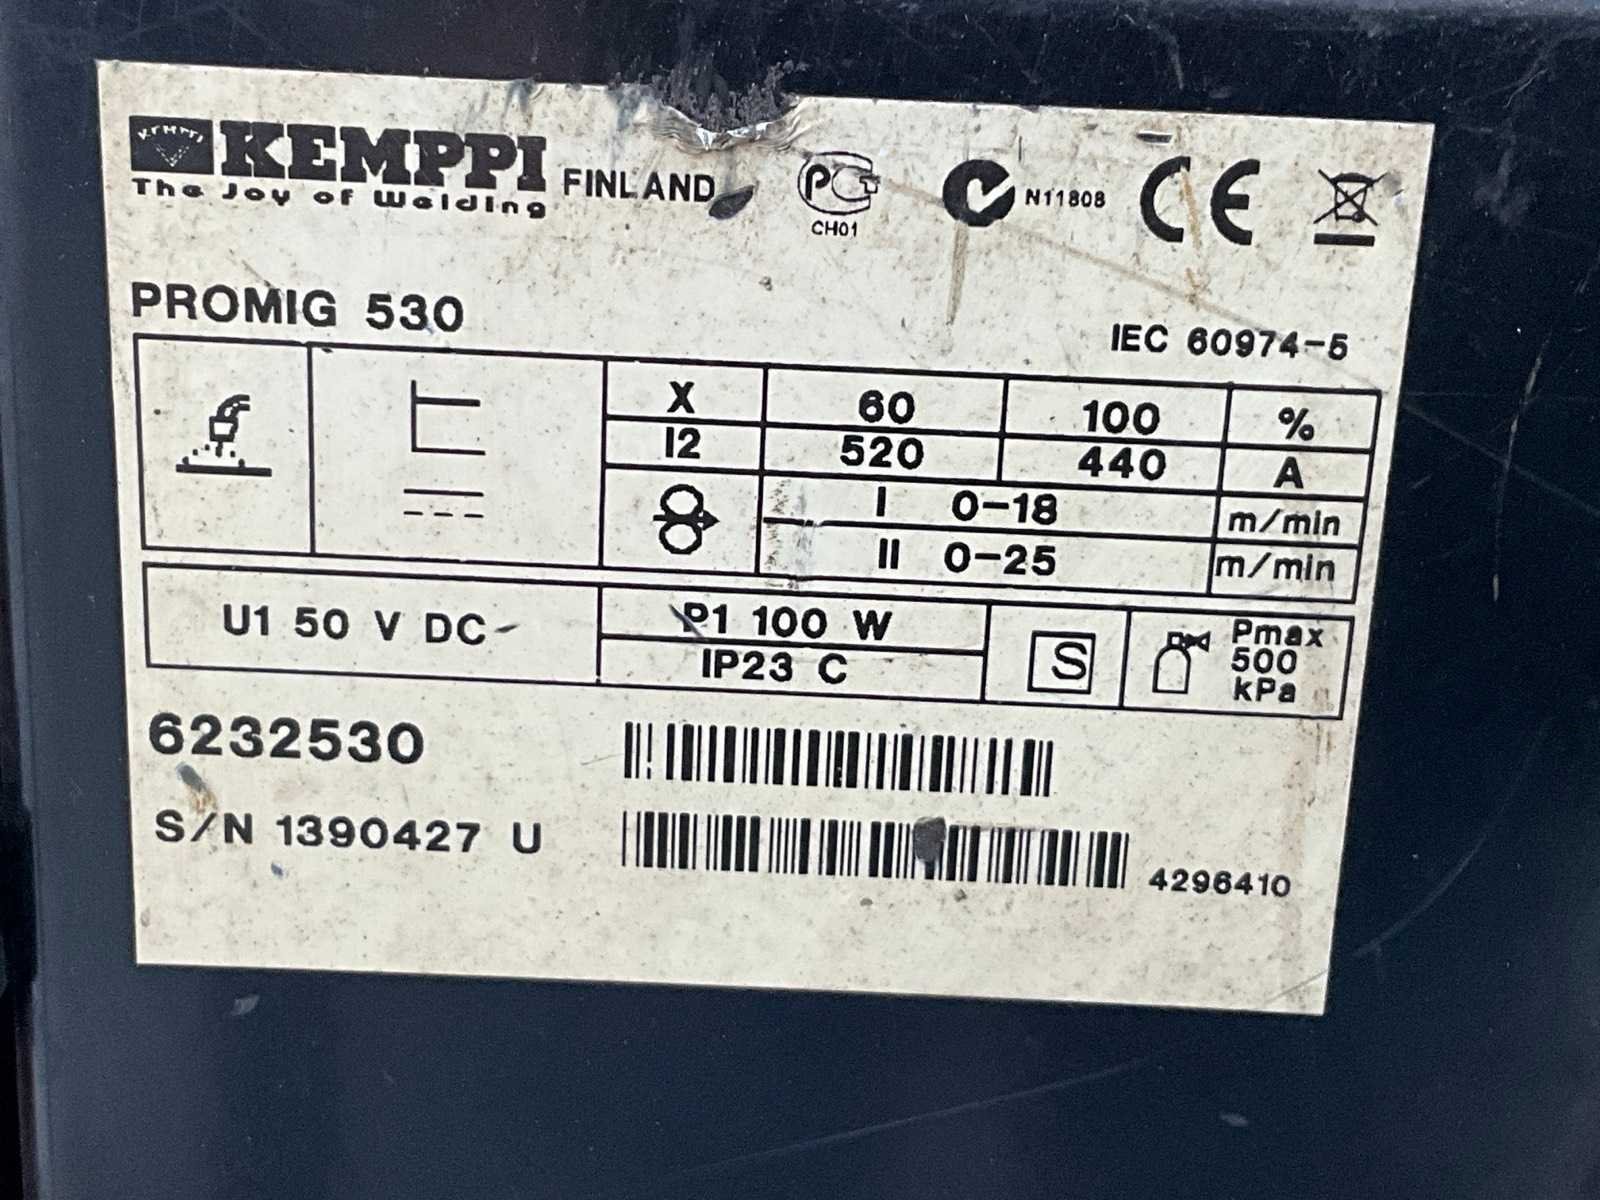 KEMPPI
KEMPPI
The Joy of Welding
FINLAND
CH01
N11808
CE
PROMIG 530
IEC 60974-5
X 60 100 %
I2 520 440 A
I 0-18 m/min
II 0-25 m/min
U1 50 V DC
P1 100 W
IP23 C
S
Pmax
500
kPa
6232530
S/N 1390427 U
4296410